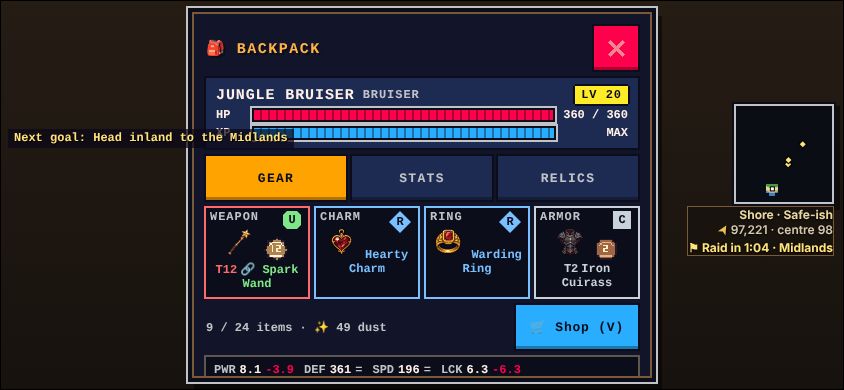 BACKPACK
JUNGLE BRUISER BRUISER LV 20
HP 360 / 360
MAX
Next goal: Head inland to the Midlands
GEAR STATS RELICS
WEAPON U CHARM R RING R ARMOR C
12 2
T12 Spark Wand
Hearty Charm
Warding Ring
T2 Iron Cuirass
9 / 24 items · 49 dust
Shop (V)
PWR 8.1 -3.9 DEF 361 = SPD 196 = LCK 6.3 -6.3
Shore · Safe-ish
97,221 · centre 98
Raid in 1:04 · Midlands